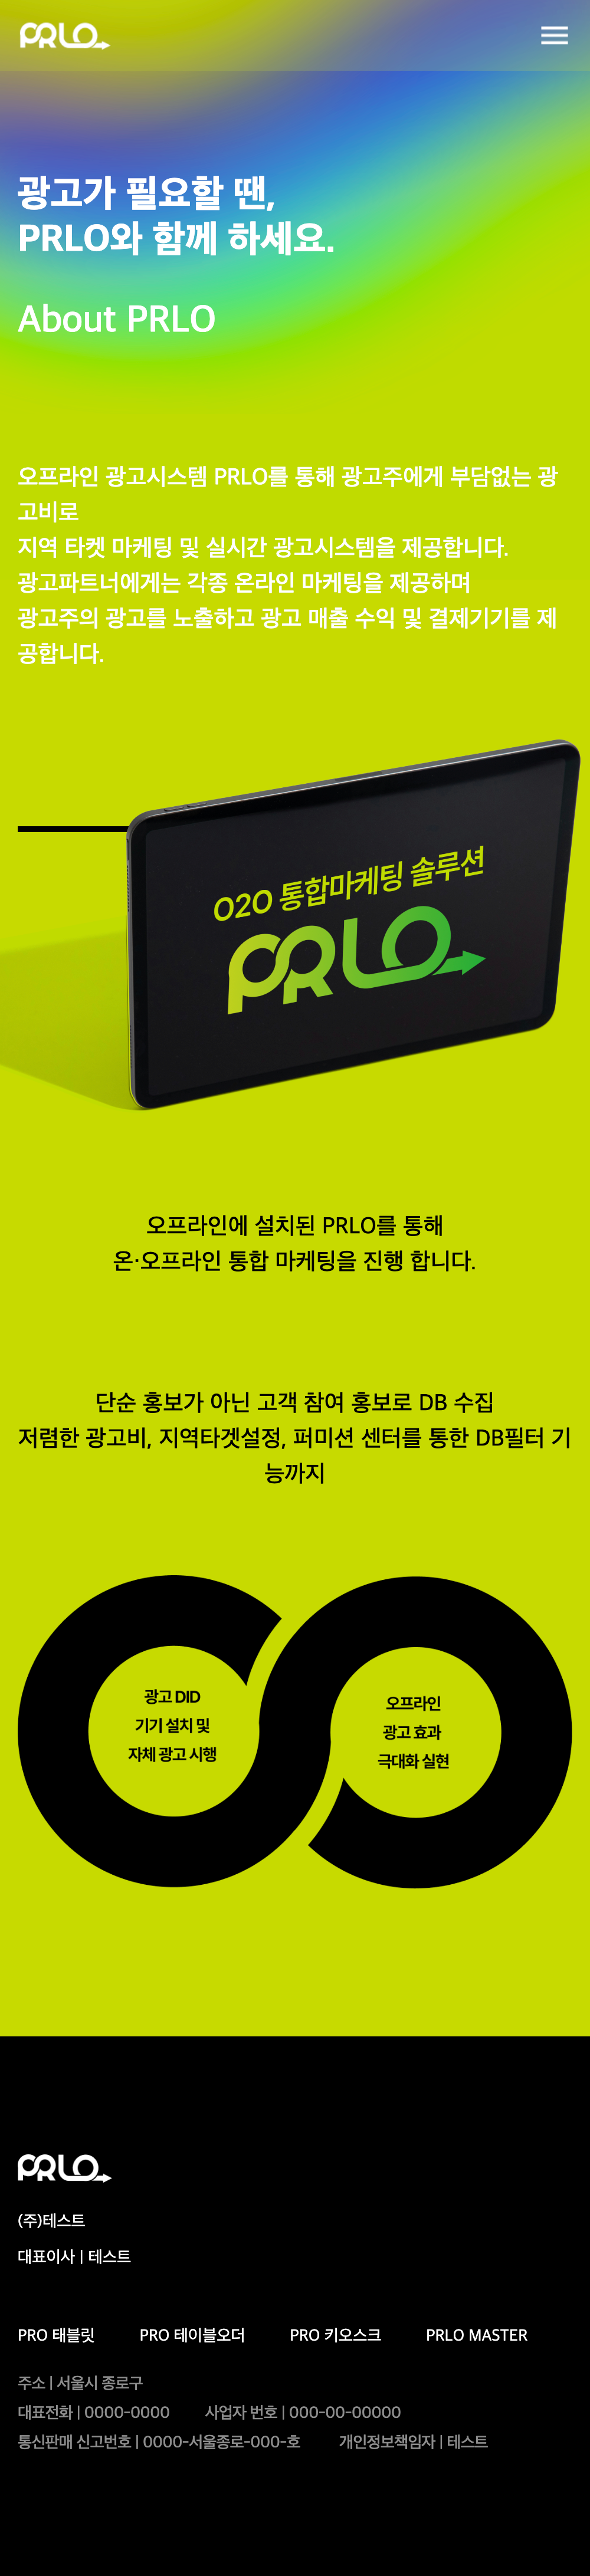 PRLO
광고가 필요할 땐,
PRLO와 함께 하세요.
About PRLO
오프라인 광고시스템 PRLO를 통해 광고주에게 부담없는 광
고비로
지역 타켓 마케팅 및 실시간 광고시스템을 제공합니다.
광고파트너에게는 각종 온라인 마케팅을 제공하며
광고주의 광고를 노출하고 광고 매출 수익 및 결제기기를 제
공합니다.
O2O 통합마케팅 솔루션
PRLO
오프라인에 설치된 PRLO를 통해
온·오프라인 통합 마케팅을 진행 합니다.
단순 홍보가 아닌 고객 참여 홍보로 DB 수집
저렴한 광고비, 지역타겟설정, 퍼미션 센터를 통한 DB필터 기
능까지
광고 DID
기기 설치 및
자체 광고 시행
오프라인
광고 효과
극대화 실현
PRLO
(주)테스트
대표이사 | 테스트
PRO 태블릿 PRO 테이블오더 PRO 키오스크 PRLO MASTER
주소 | 서울시 종로구
대표전화 | 0000-0000 사업자 번호 | 000-00-00000
통신판매 신고번호 | 0000-서울종로-000-호 개인정보책임자 | 테스트